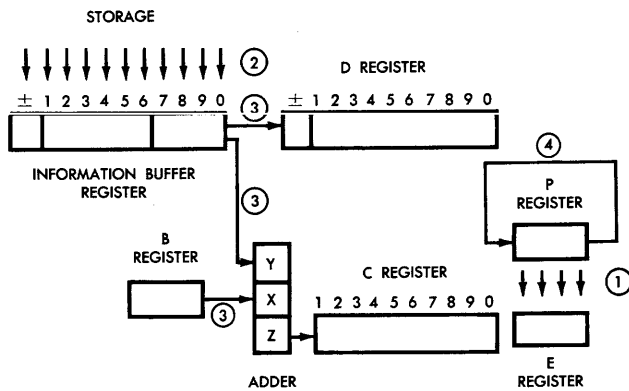 STORAGE
2
± 1 2 3 4 5 6 7 8 9 0
3
D REGISTER
± 1 2 3 4 5 6 7 8 9 0
INFORMATION BUFFER
REGISTER
4
P
REGISTER
3
B
REGISTER
Y
X
Z
3
C REGISTER
1 2 3 4 5 6 7 8 9 0
1
ADDER
E
REGISTER